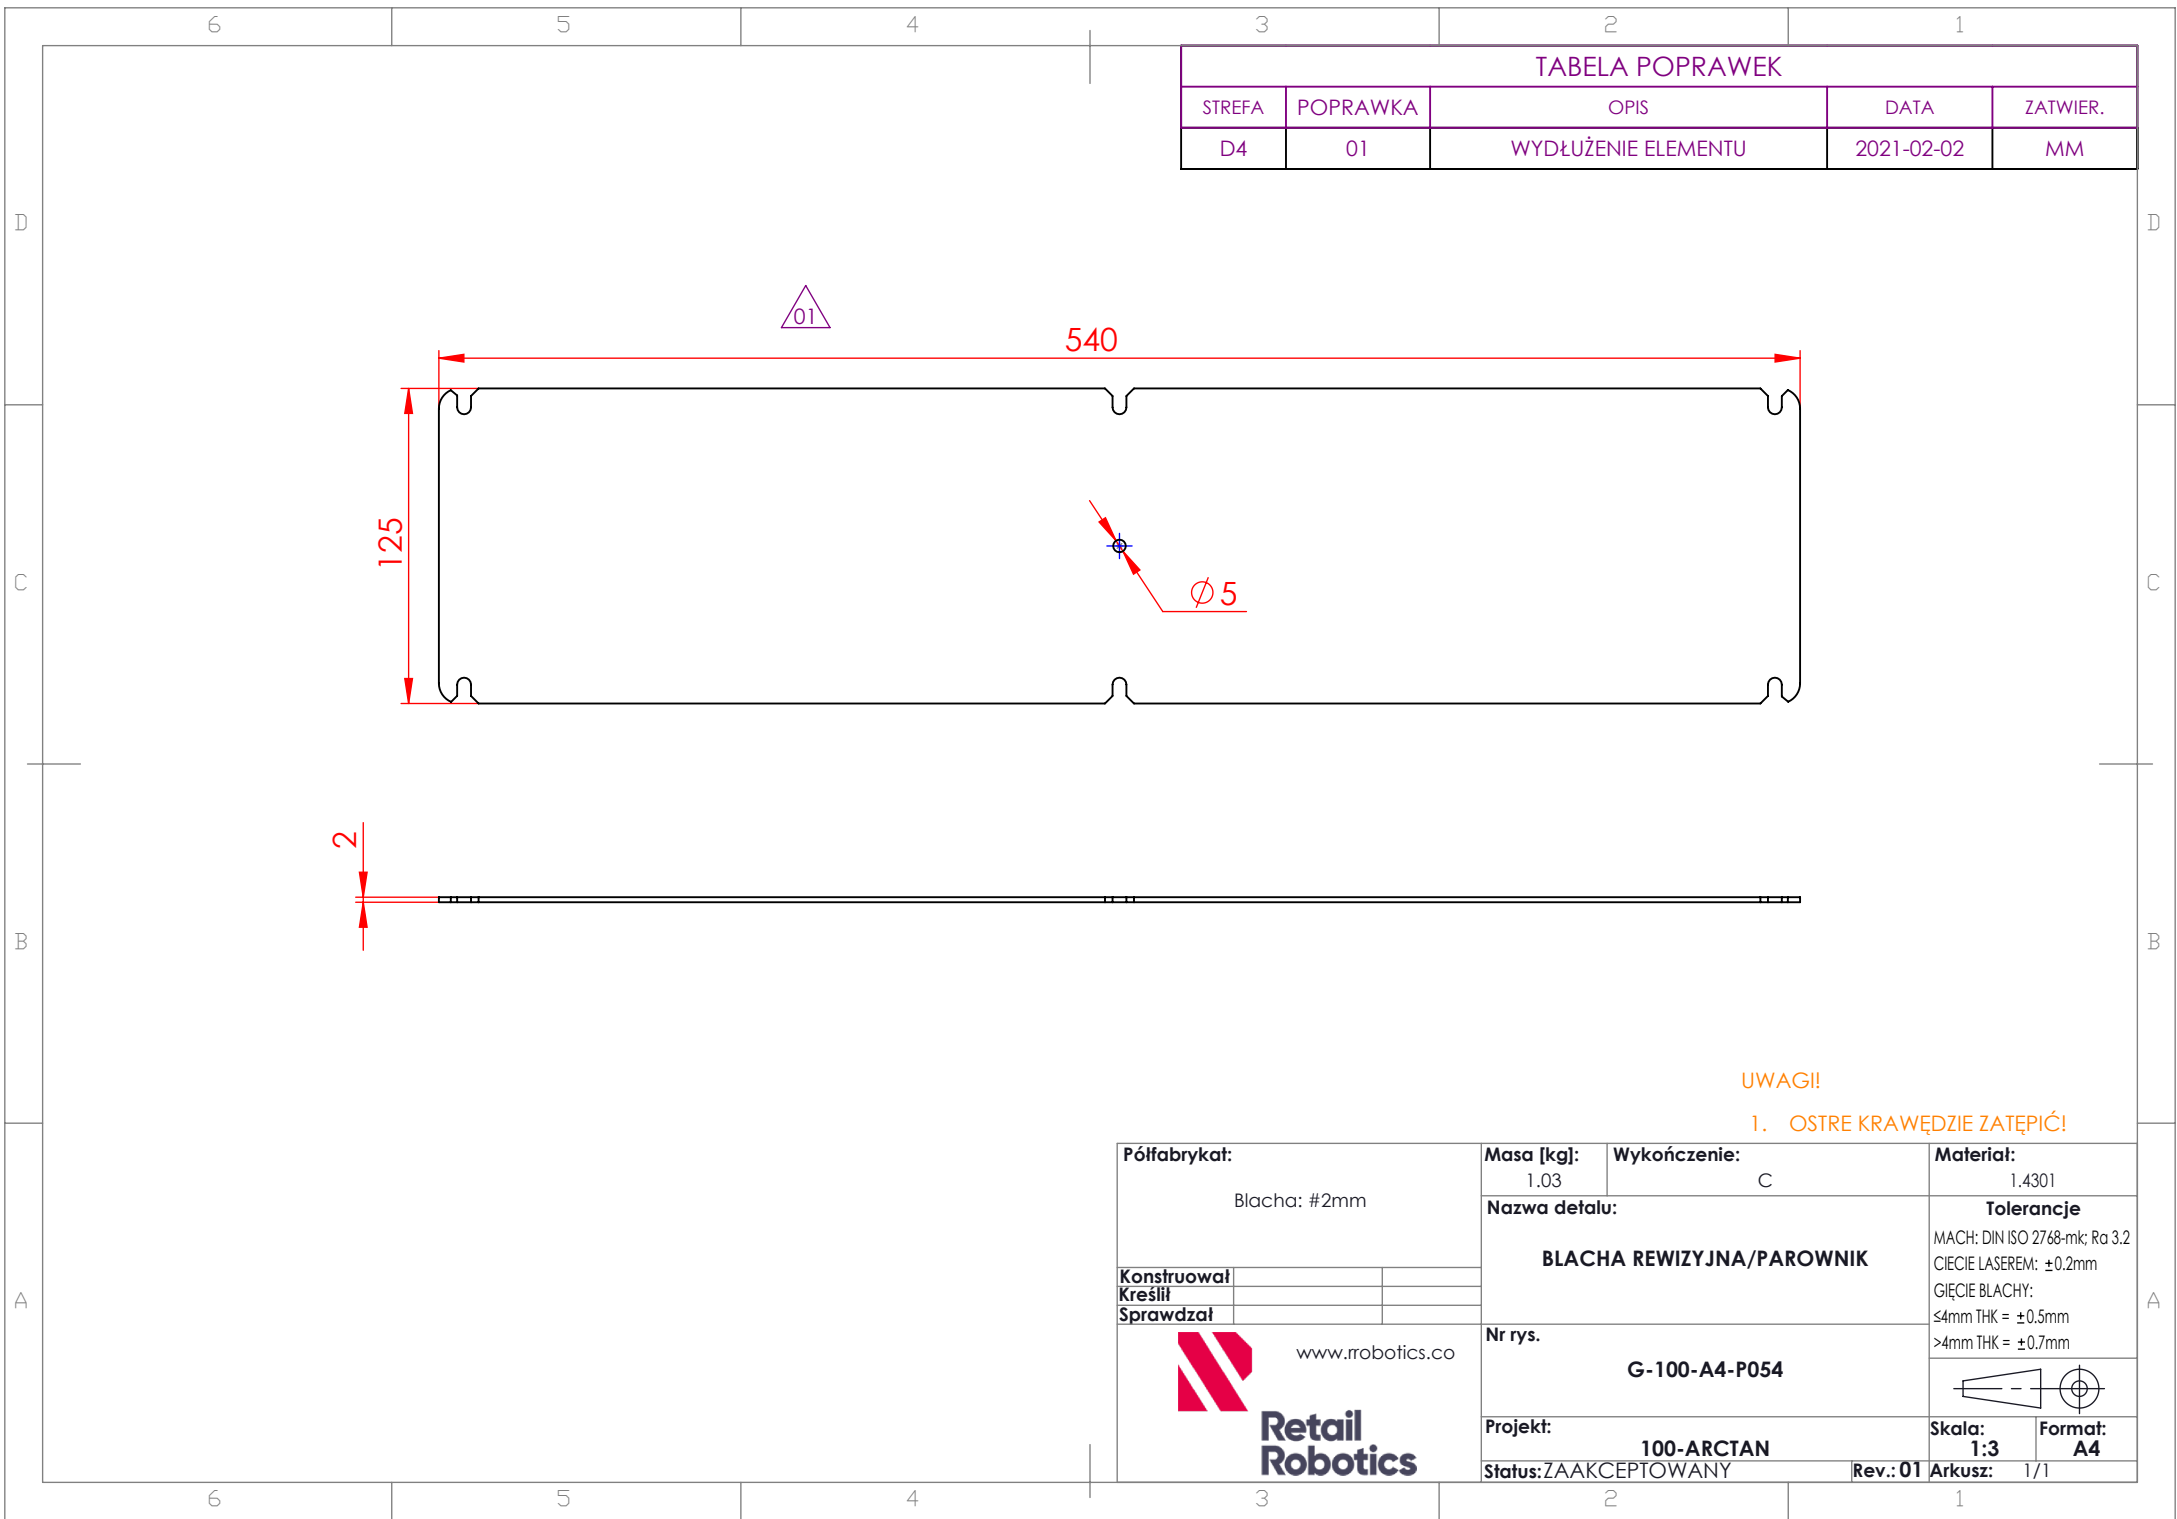 6 5 4 3 2 1
TABELA POPRAWEK
STREFA POPRAWKA OPIS DATA ZATWIER.
D4 01 WYDŁUŻENIE ELEMENTU 2021-02-02 MM
D D
01
540
125
C C
Ø 5
2
B B
UWAGI!
1. OSTRE KRAWĘDZIE ZATĘPIĆ!
Półfabrykat:
Blacha: #2mm
Masa [kg]:
1.03
Wykończenie:
C
Materiał:
1.4301
Nazwa detalu:
BLACHA REWIZYJNA/PAROWNIK
Tolerancje
MACH: DIN ISO 2768-mk; Ra 3.2
CIECIE LASEREM: ±0.2mm
GIĘCIE BLACHY:
≤4mm THK = ±0.5mm
>4mm THK = ±0.7mm
Konstruował
Kreślił
Sprawdzał
A A
www.rrobotics.co
Retail
Robotics
Nr rys.
G-100-A4-P054
Projekt:
100-ARCTAN
Skala:
1:3
Format:
A4
Status: ZAAKCEPTOWANY
Rev.: 01
Arkusz: 1/1
6 5 4 3 2 1